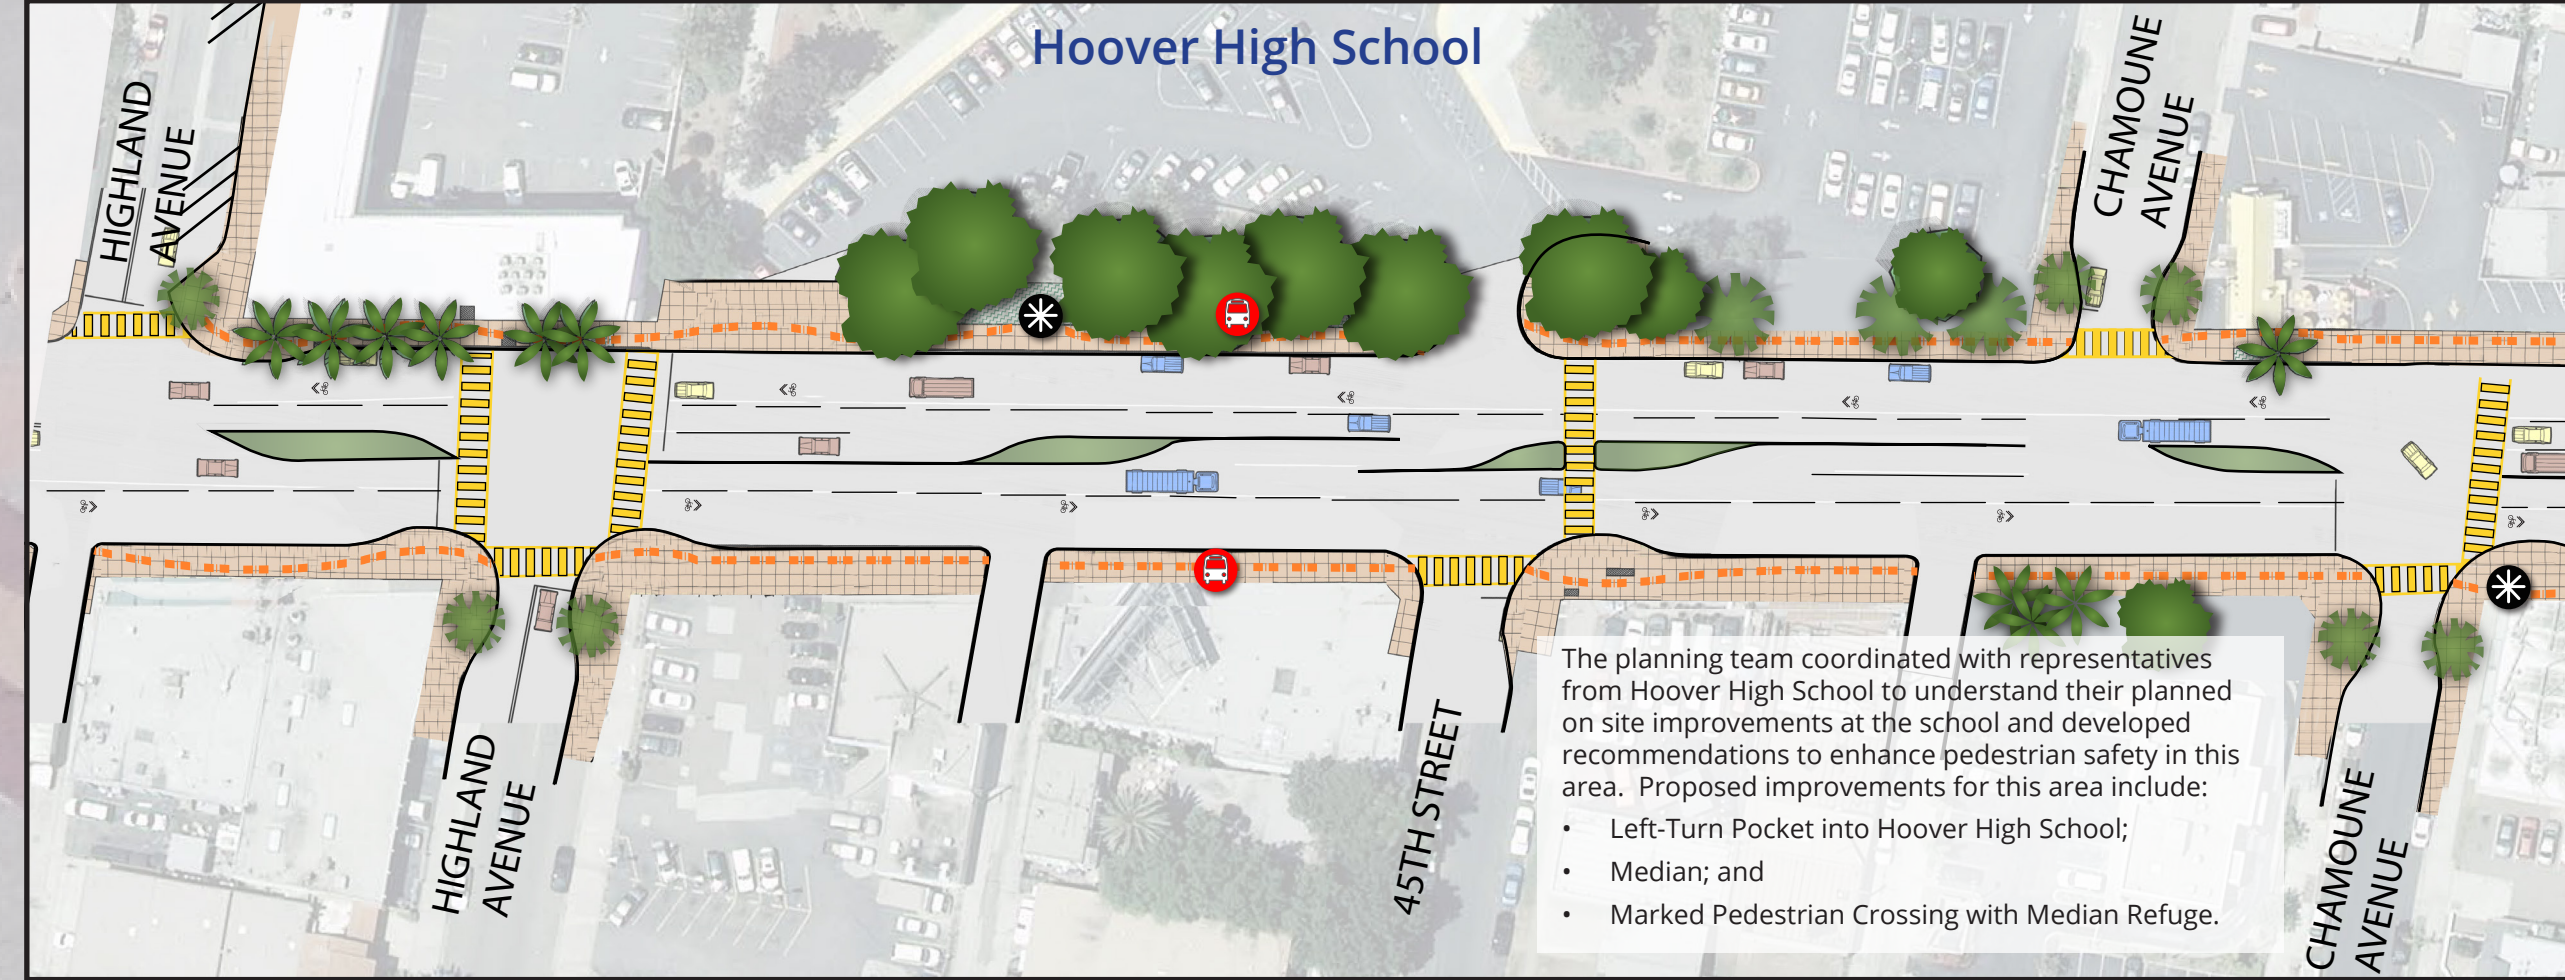 Hoover High School
HIGHLAND
AVENUE
CHAMOUNE
AVENUE
HIGHLAND
AVENUE
45TH STREET
The planning team coordinated with representatives
from Hoover High School to understand their planned
on site improvements at the school and developed
recommendations to enhance pedestrian safety in this
area.  Proposed improvements for this area include:
• Left-Turn Pocket into Hoover High School;
• Median; and
• Marked Pedestrian Crossing with Median Refuge.
CHAMOUNE
AVENUE